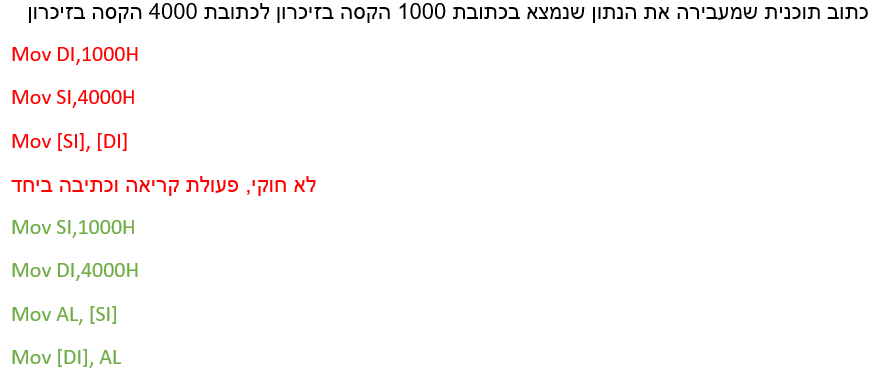 כתוב תוכנית שמעבירה את הנתון שנמצא בכתובת 1000 הקסה בזיכרון לכתובת 4000 הקסה בזיכרון
Mov DI,1000H
Mov SI,4000H
Mov [SI], [DI]
לא חוקי, פעולת קריאה וכתיבה ביחד
Mov SI,1000H
Mov DI,4000H
Mov AL, [SI]
Mov [DI], AL